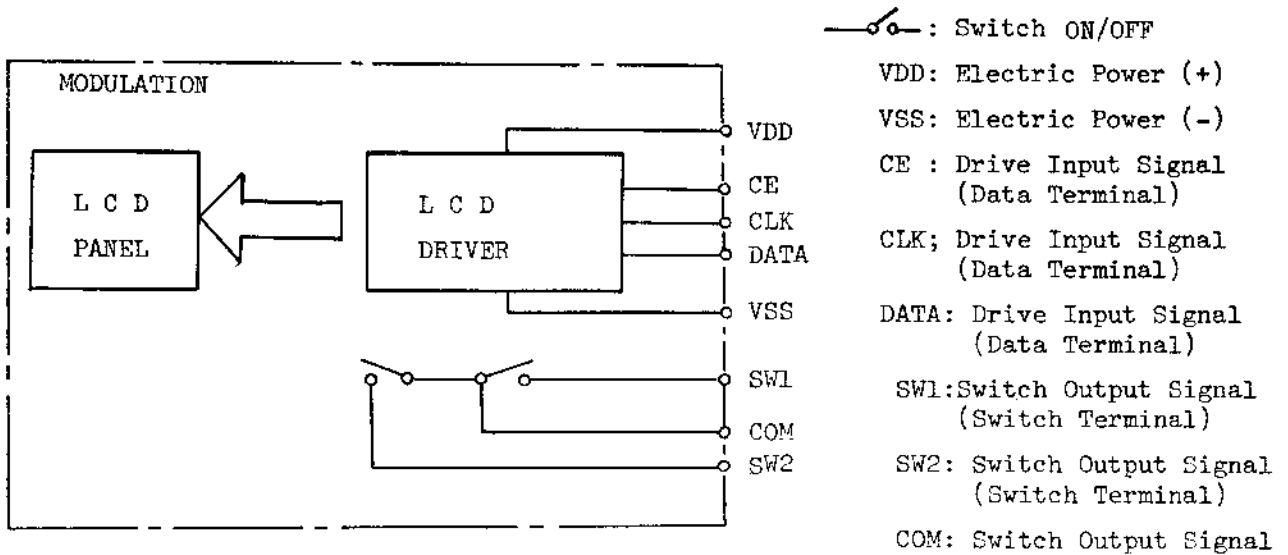 MODULATION
L C D
PANEL
L C D
DRIVER
VDD
CE
CLK
DATA
VSS
SW1
COM
SW2
: Switch ON/OFF
VDD: Electric Power (+)
VSS: Electric Power (-)
CE : Drive Input Signal
(Data Terminal)
CLK; Drive Input Signal
(Data Terminal)
DATA: Drive Input Signal
(Data Terminal)
SW1:Switch Output Signal
(Switch Terminal)
SW2: Switch Output Signal
(Switch Terminal)
COM: Switch Output Signal